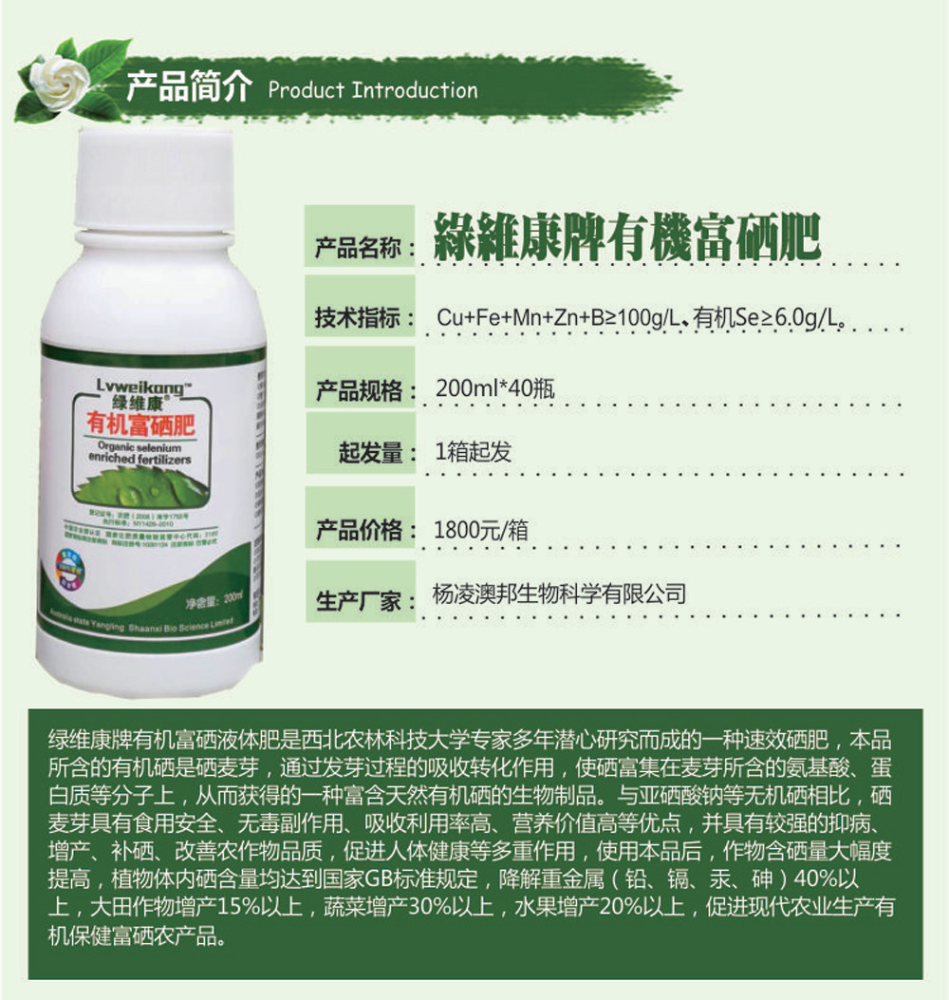 产品简介 Product Introduction
产品名称：綠維康牌有機富硒肥
技术指标：Cu+Fe+Mn+Zn+B≥100g/L、有机Se≥6.0g/L。
产品规格：200ml*40瓶
起发量：1箱起发
产品价格：1800元/箱
生产厂家：杨凌澳邦生物科学有限公司
Lvweikang™
绿维康®
有机富硒肥
Organic selenium
enriched fertilizers
净含量：200ml
Australia state Yangling Shaanxi Bio Science Limited
绿维康牌有机富硒液体肥是西北农林科技大学专家多年潜心研究而成的一种速效硒肥，本品
所含的有机硒是硒麦芽，通过发芽过程的吸收转化作用，使硒富集在麦芽所含的氨基酸、蛋
白质等分子上，从而获得的一种富含天然有机硒的生物制品。与亚硒酸钠等无机硒相比，硒
麦芽具有食用安全、无毒副作用、吸收利用率高、营养价值高等优点，并具有较强的抑病、
增产、补硒、改善农作物品质，促进人体健康等多重作用，使用本品后，作物含硒量大幅度
提高，植物体内硒含量均达到国家GB标准规定，降解重金属（铅、镉、汞、砷）40%以
上，大田作物增产15%以上，蔬菜增产30%以上，水果增产20%以上，促进现代农业生产有
机保健富硒农产品。